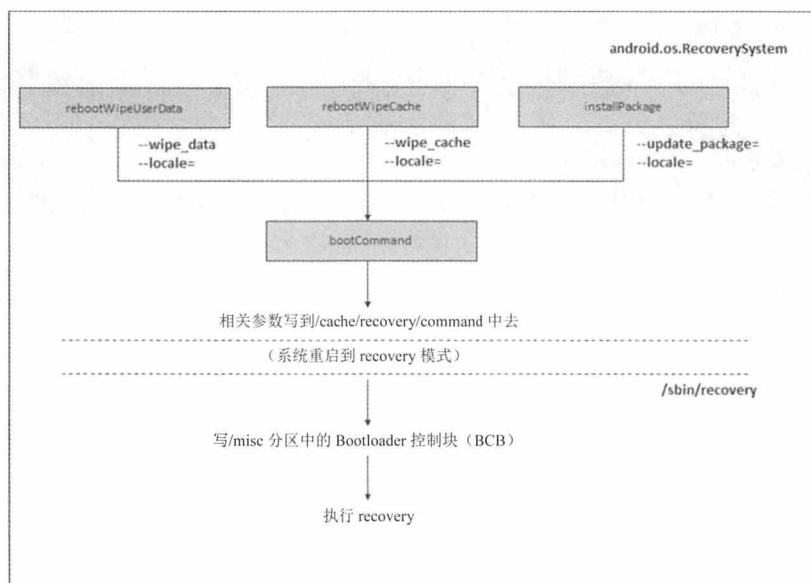 android.os.RecoverySystem
rebootWipeUserData
rebootWipeCache
installPackage
--wipe_data
--locale=
--wipe_cache
--locale=
--update_package=
--locale=
bootCommand
相关参数写到/cache/recovery/command 中去
（系统重启到 recovery 模式）
/sbin/recovery
写/misc 分区中的 Bootloader 控制块（BCB）
执行 recovery